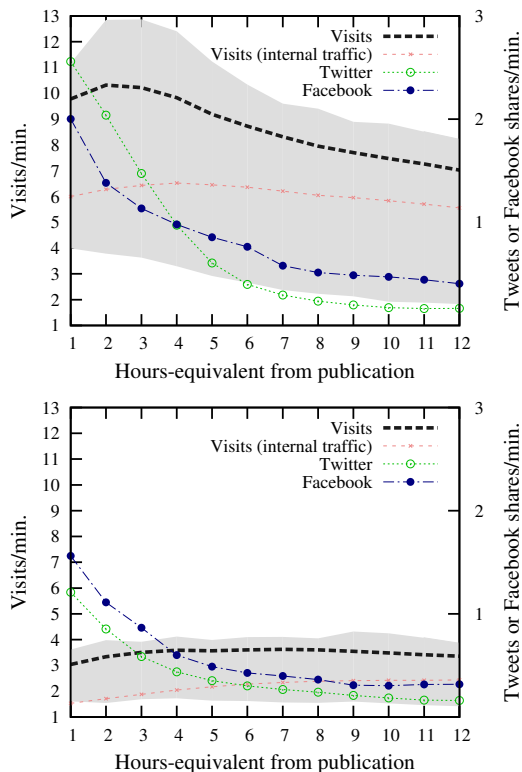 13
12
11
10
9
8
7
6
5
4
3
2
1
Visits/min.
Visits
Visits (internal traffic)
Twitter
Facebook
3
2
1
Tweets or Facebook shares/min.
1 2 3 4 5 6 7 8 9 10 11 12
Hours-equivalent from publication
13
12
11
10
9
8
7
6
5
4
3
2
1
Visits/min.
Visits
Visits (internal traffic)
Twitter
Facebook
3
2
1
Tweets or Facebook shares/min.
1 2 3 4 5 6 7 8 9 10 11 12
Hours-equivalent from publication